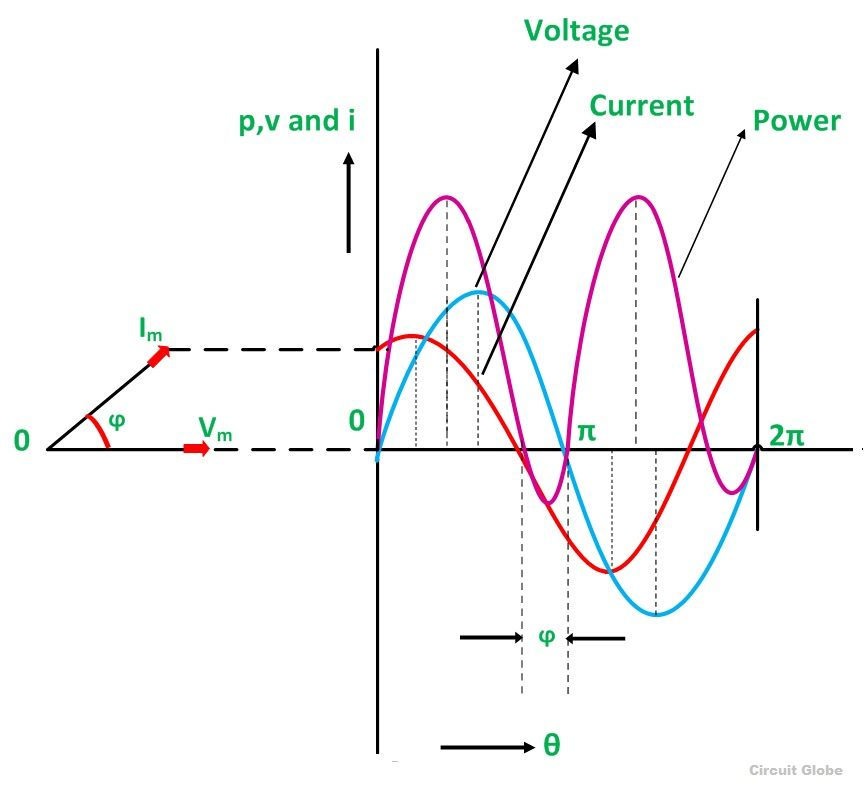 Voltage
Current
p,v and i
Power
Im
φ
0
Vm
0
π
2π
φ
θ
Circuit Globe